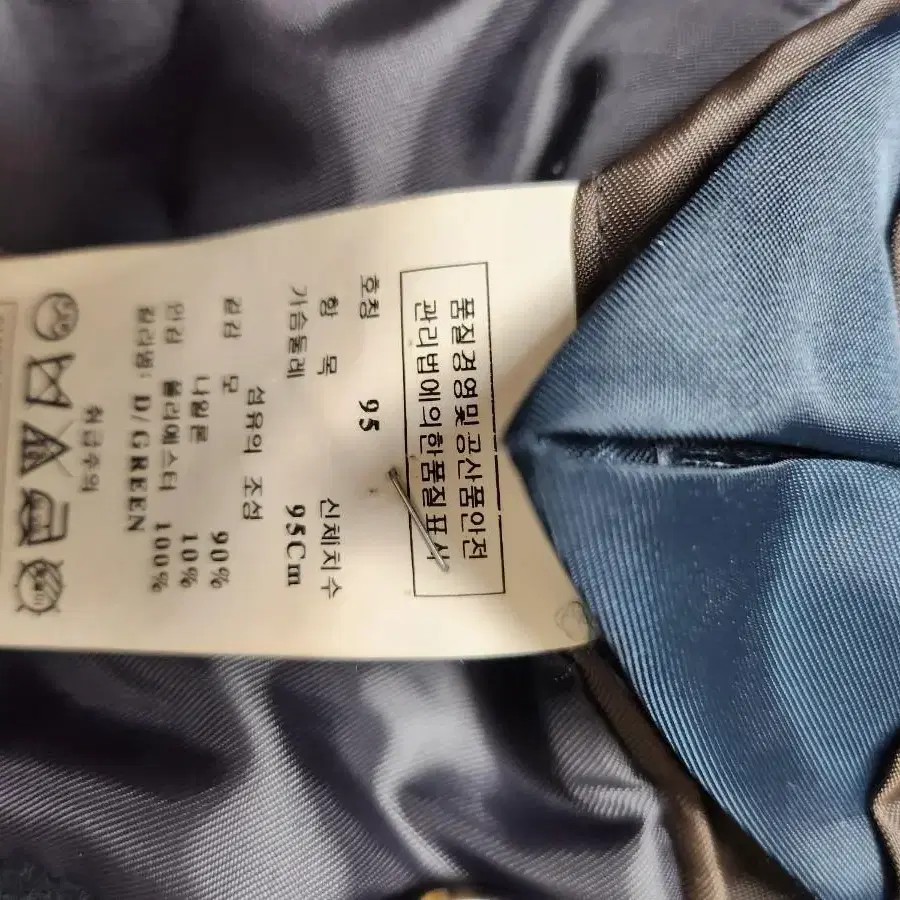 품질경영및공산품안전
관리법에의한품질표시
호칭 95
항 목 신체치수
가슴둘레 95Cm
섬유의 조성
겉감 모 90%
나일론 10%
안감 폴리에스터 100%
칼라명: D/GREEN
취급주의